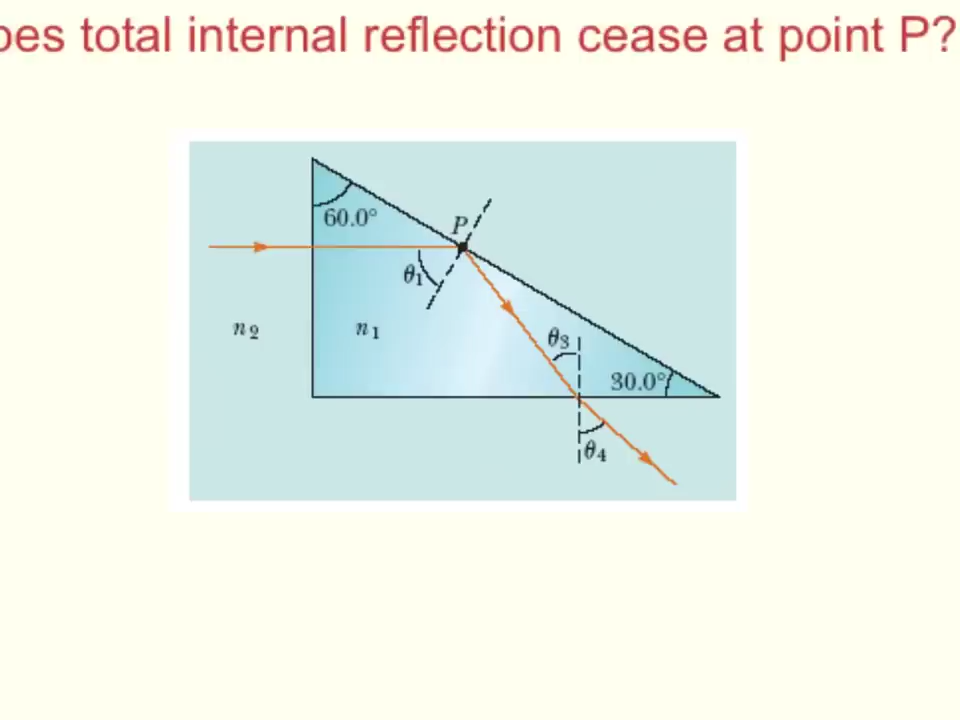 oes total internal reflection cease at point P?
60.0°
P
θ1
n2
n1
θ3
30.0°
θ4